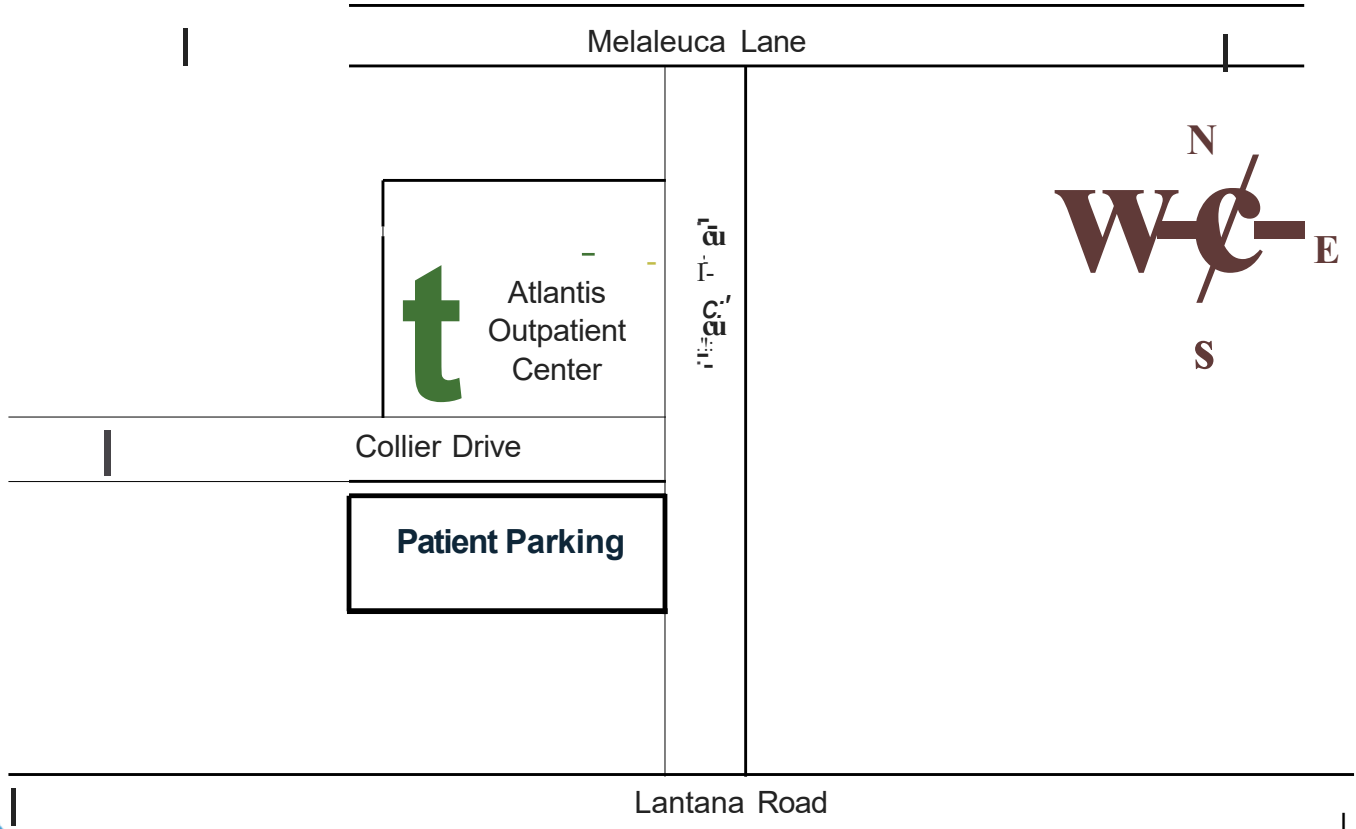 Melaleuca Lane
N
W
E
S
t
Atlantis
Outpatient
Center
Collier Drive
Patient Parking
Lantana Road